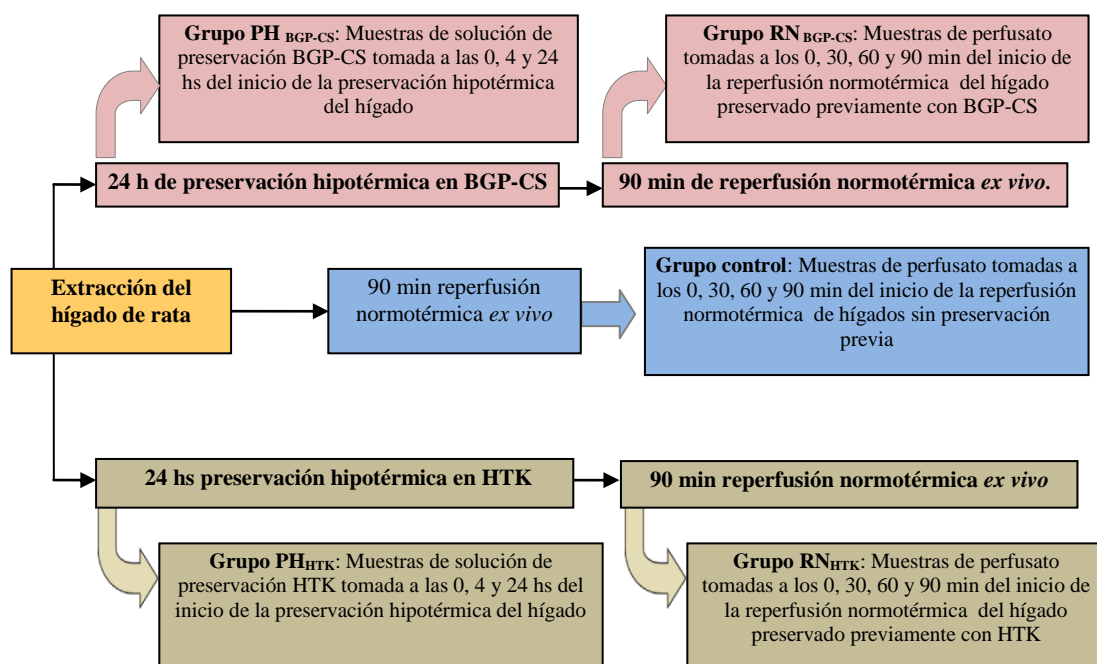 Grupo PH BGP-CS: Muestras de solución de
preservación BGP-CS tomada a las 0, 4 y 24
hs del inicio de la preservación hipotérmica
del hígado
Grupo RN BGP-CS: Muestras de perfusato
tomadas a los 0, 30, 60 y 90 min del inicio de
la reperfusión normotérmica del hígado
preservado previamente con BGP-CS
24 h de preservación hipotérmica en BGP-CS
90 min de reperfusión normotérmica ex vivo.
Extracción del
hígado de rata
90 min reperfusión
normotérmica ex vivo
Grupo control: Muestras de perfusato tomadas a
los 0, 30, 60 y 90 min del inicio de la reperfusión
normotérmica de hígados sin preservación
previa
24 hs preservación hipotérmica en HTK
90 min reperfusión normotérmica ex vivo
Grupo PHHTK: Muestras de solución de
preservación HTK tomada a las 0, 4 y 24 hs del
inicio de la preservación hipotérmica del hígado
Grupo RNHTK: Muestras de perfusato
tomadas a los 0, 30, 60 y 90 min del inicio de
la reperfusión normotérmica del hígado
preservado previamente con HTK